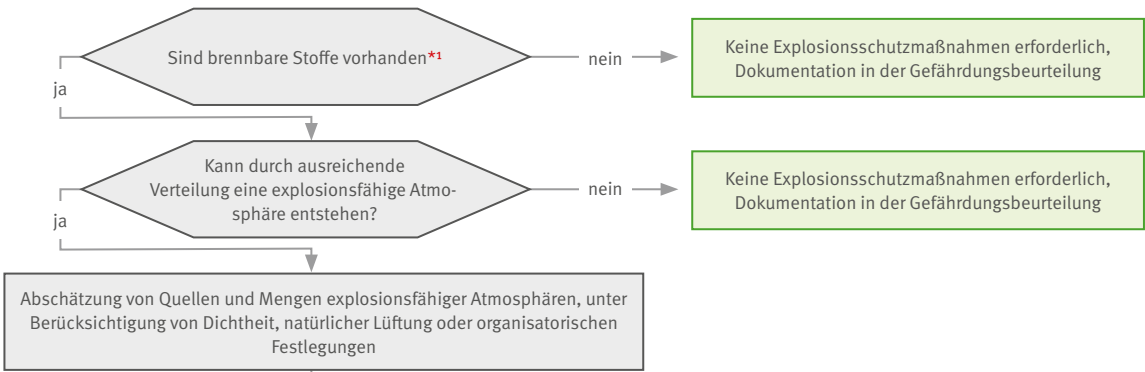 Sind brennbare Stoffe vorhanden*1
nein
Keine Explosionsschutzmaßnahmen erforderlich,
Dokumentation in der Gefährdungsbeurteilung
ja
Kann durch ausreichende
Verteilung eine explosionsfähige Atmo-
sphäre entstehen?
nein
Keine Explosionsschutzmaßnahmen erforderlich,
Dokumentation in der Gefährdungsbeurteilung
ja
Abschätzung von Quellen und Mengen explosionsfähiger Atmosphären, unter
Berücksichtigung von Dichtheit, natürlicher Lüftung oder organisatorischen
Festlegungen